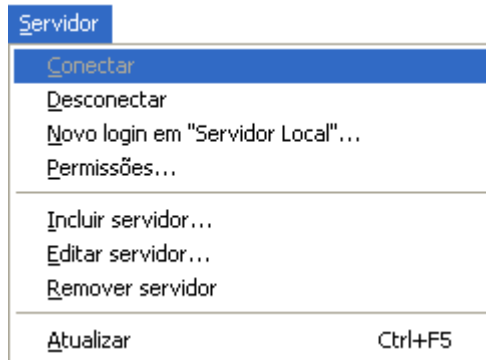 Servidor
Conectar
Desconectar
Novo login em "Servidor Local"...
Permissões...
Incluir servidor...
Editar servidor...
Remover servidor
Atualizar Ctrl+F5